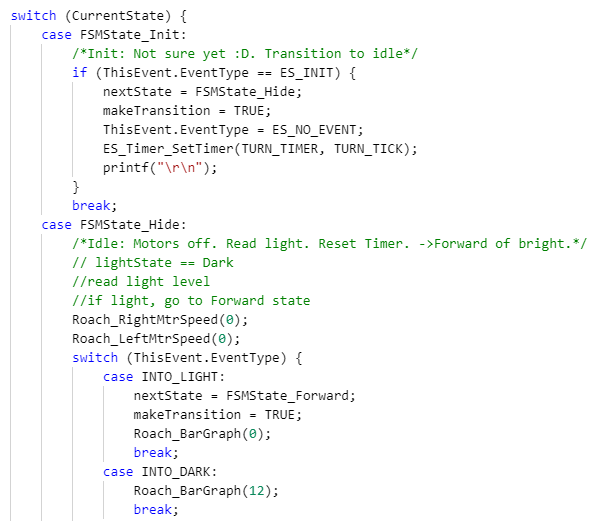 switch (CurrentState) {
    case FSMState_Init:
        /*Init: Not sure yet :D. Transition to idle*/
        if (ThisEvent.EventType == ES_INIT) {
            nextState = FSMState_Hide;
            makeTransition = TRUE;
            ThisEvent.EventType = ES_NO_EVENT;
            ES_Timer_SetTimer(TURN_TIMER, TURN_TICK);
            printf("\r\n");
        }
        break;
    case FSMState_Hide:
        /*Idle: Motors off. Read light. Reset Timer. ->Forward of bright.*/
        // lightState == Dark
        //read light level
        //if light, go to Forward state
        Roach_RightMtrSpeed(0);
        Roach_LeftMtrSpeed(0);
        switch (ThisEvent.EventType) {
            case INTO_LIGHT:
                nextState = FSMState_Forward;
                makeTransition = TRUE;
                Roach_BarGraph(0);
                break;
            case INTO_DARK:
                Roach_BarGraph(12);
                break;